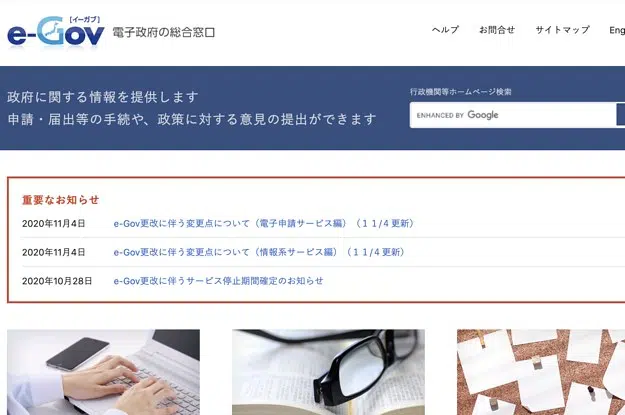 [イーガブ]
e-Gov 電子政府の総合窓口
ヘルプ お問合せ サイトマップ Eng
政府に関する情報を提供します
申請・届出等の手続や、政策に対する意見の提出ができます
行政機関等ホームページ検索
ENHANCED BY Google
重要なお知らせ
2020年11月4日 e-Gov更改に伴う変更点について（電子申請サービス編）（１１/４更新）
2020年11月4日 e-Gov更改に伴う変更点について（情報系サービス編）（１１/４更新）
2020年10月28日 e-Gov更改に伴うサービス停止期間確定のお知らせ